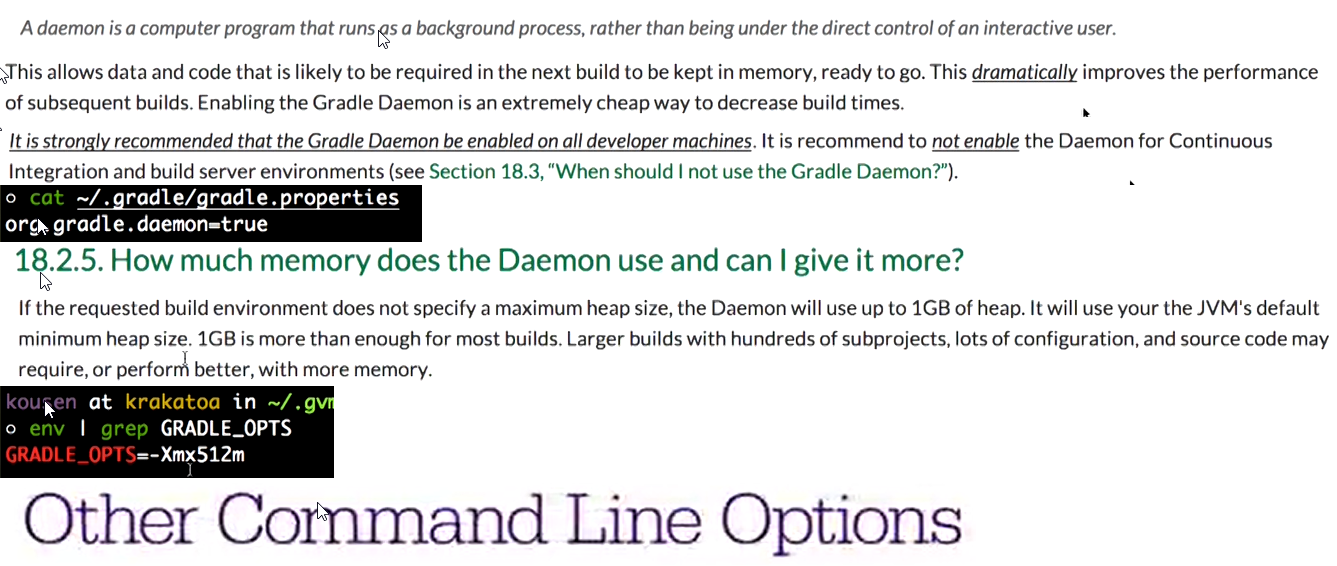 A daemon is a computer program that runs as a background process, rather than being under the direct control of an interactive user.
This allows data and code that is likely to be required in the next build to be kept in memory, ready to go. This dramatically improves the performance
of subsequent builds. Enabling the Gradle Daemon is an extremely cheap way to decrease build times.
It is strongly recommended that the Gradle Daemon be enabled on all developer machines. It is recommend to not enable the Daemon for Continuous
Integration and build server environments (see Section 18.3, “When should I not use the Gradle Daemon?”).
cat ~/.gradle/gradle.properties
org.gradle.daemon=true
18.2.5. How much memory does the Daemon use and can I give it more?
If the requested build environment does not specify a maximum heap size, the Daemon will use up to 1GB of heap. It will use your the JVM's default
minimum heap size. 1GB is more than enough for most builds. Larger builds with hundreds of subprojects, lots of configuration, and source code may
require, or perform better, with more memory.
kousen at krakatoa in ~/.gvm
env | grep GRADLE_OPTS
GRADLE_OPTS=-Xmx512m
Other Command Line Options